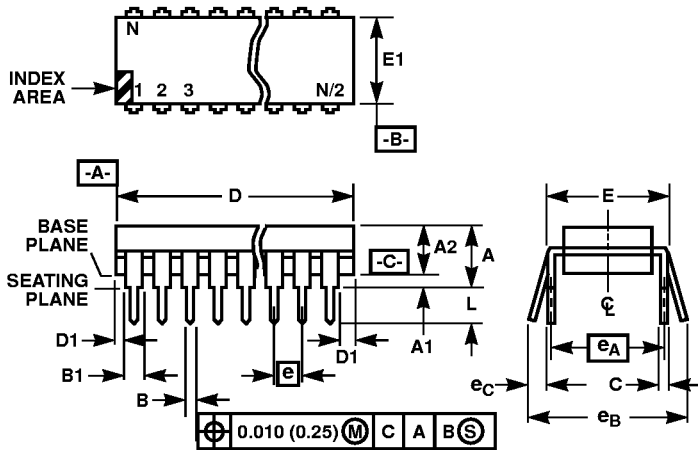 N
INDEX
AREA
1 2 3 N/2
E1
-B-
-A-
D
E
BASE
PLANE
SEATING
PLANE
A2
A
-C-
L
D1
D1
A1
B1
e
B
℄
eA
eC
C
eB
⌖ 0.010 (0.25) Ⓜ C A B Ⓢ